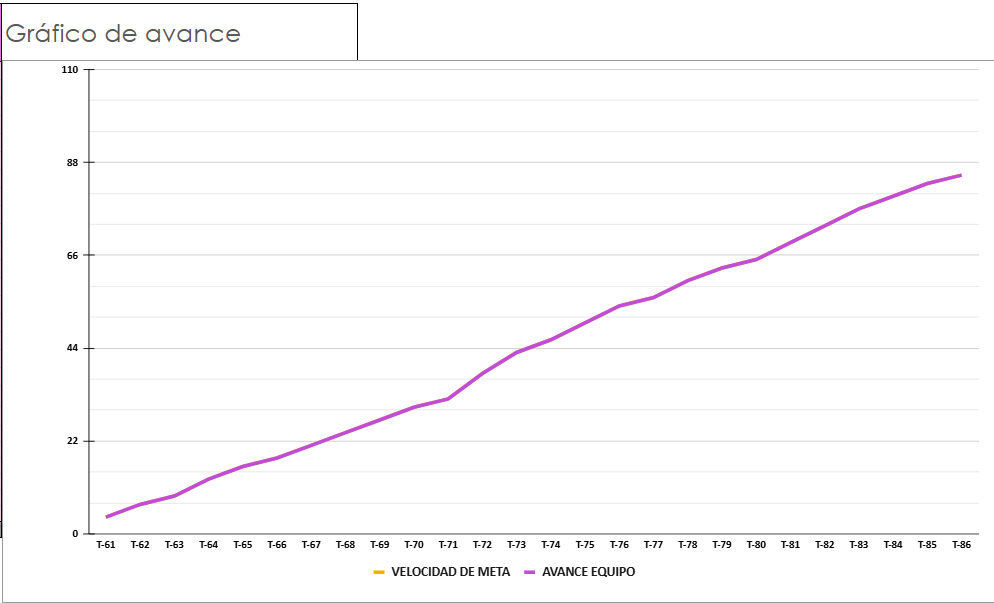 Gráfico de avance
110
88
66
44
22
0
T-61 T-62 T-63 T-64 T-65 T-66 T-67 T-68 T-69 T-70 T-71 T-72 T-73 T-74 T-75 T-76 T-77 T-78 T-79 T-80 T-81 T-82 T-83 T-84 T-85 T-86
VELOCIDAD DE META AVANCE EQUIPO